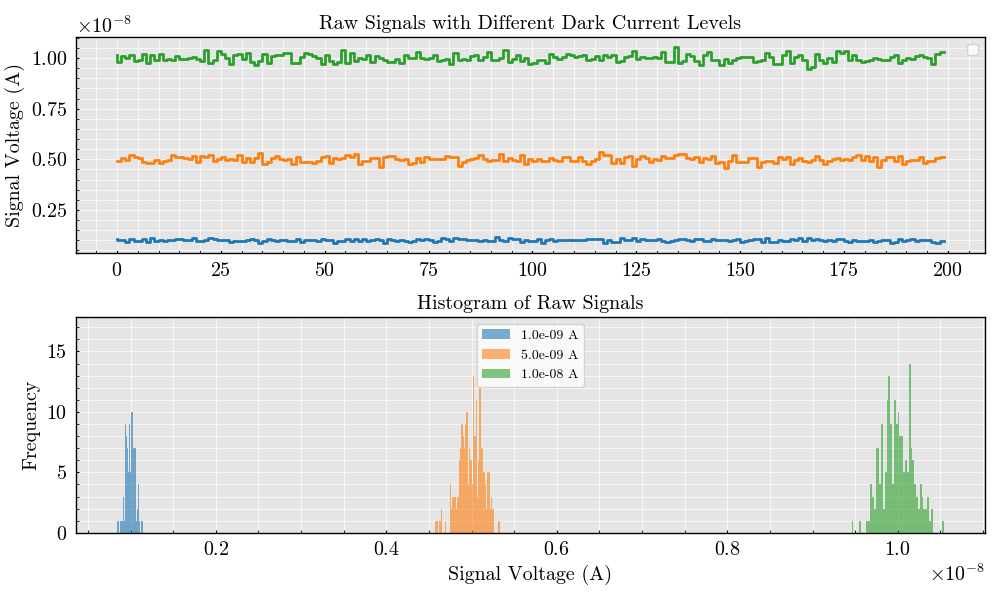 Raw Signals with Different Dark Current Levels
×10⁻⁸
1.00
0.75
0.50
0.25
Signal Voltage (A)
0 25 50 75 100 125 150 175 200
Histogram of Raw Signals
1.0e-09 A
5.0e-09 A
1.0e-08 A
15
10
5
0
Frequency
0.2 0.4 0.6 0.8 1.0
Signal Voltage (A)
×10⁻⁸